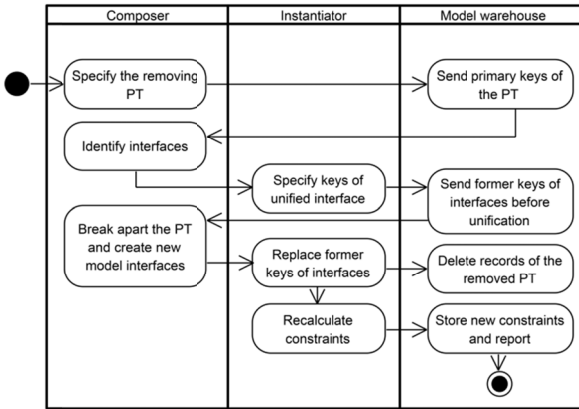 Composer
Instantiator
Model warehouse
Specify the removing
PT
Send primary keys of
the PT
Identify interfaces
Specify keys of
unified interface
Send former keys of
interfaces before
unification
Break apart the PT
and create new
model interfaces
Replace former
keys of interfaces
Delete records of the
removed PT
Recalculate
constraints
Store new constraints
and report